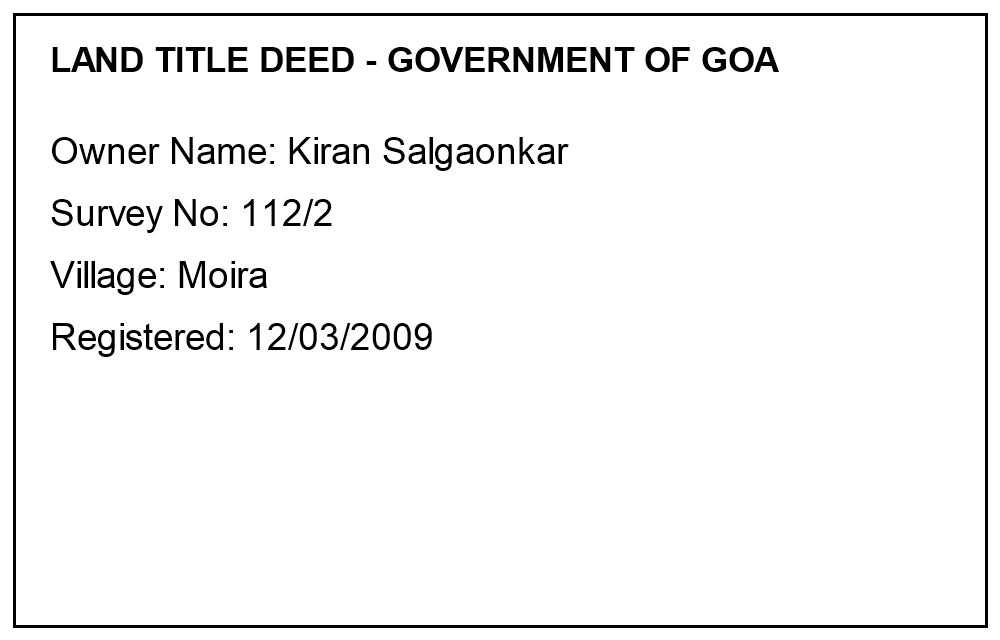 LAND TITLE DEED - GOVERNMENT OF GOA
Owner Name: Kiran Salgaonkar
Survey No: 112/2
Village: Moira
Registered: 12/03/2009